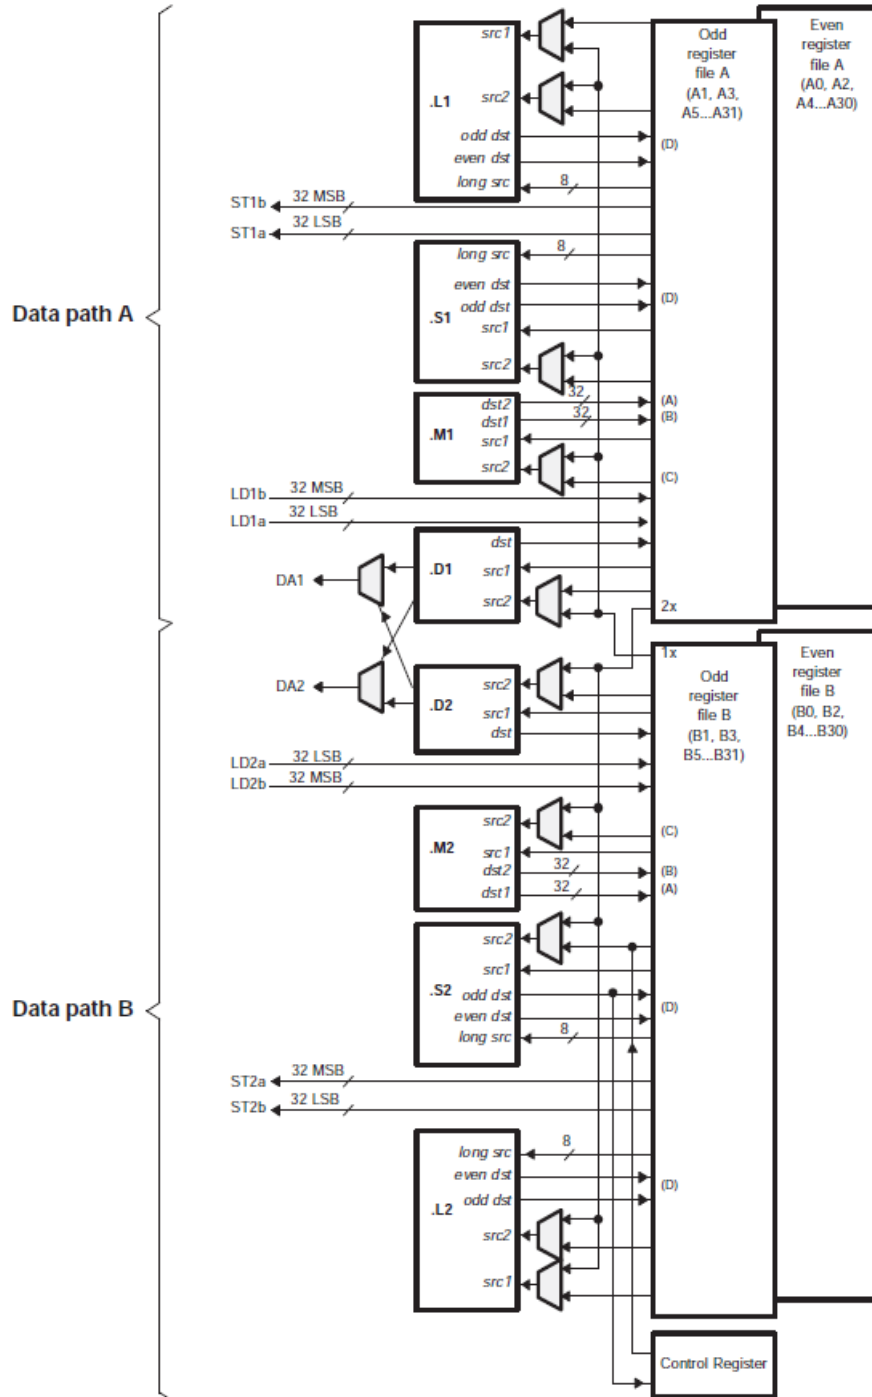 Even
register
file A
(A0, A2,
A4...A30)
Odd
register
file A
(A1, A3,
A5...A31)
src1
.L1
src2
odd dst
(D)
even dst
long src
8
ST1b
32 MSB
ST1a
32 LSB
8
long src
even dst
(D)
odd dst
Data path A
.S1
src1
src2
32
dst2
(A)
32
dst1
(B)
.M1
src1
src2
(C)
LD1b
32 MSB
LD1a
32 LSB
dst
.D1
src1
DA1
src2
2x
1x
Even
register
file B
(B0, B2,
B4...B30)
Odd
register
file B
(B1, B3,
B5...B31)
DA2
src2
.D2
src1
dst
LD2a
32 LSB
LD2b
32 MSB
src2
(C)
.M2
src1
dst2
32
(B)
dst1
32
(A)
src2
src1
.S2
odd dst
(D)
Data path B
even dst
long src
8
ST2a
32 MSB
ST2b
32 LSB
long src
8
even dst
(D)
odd dst
.L2
src2
src1
Control Register